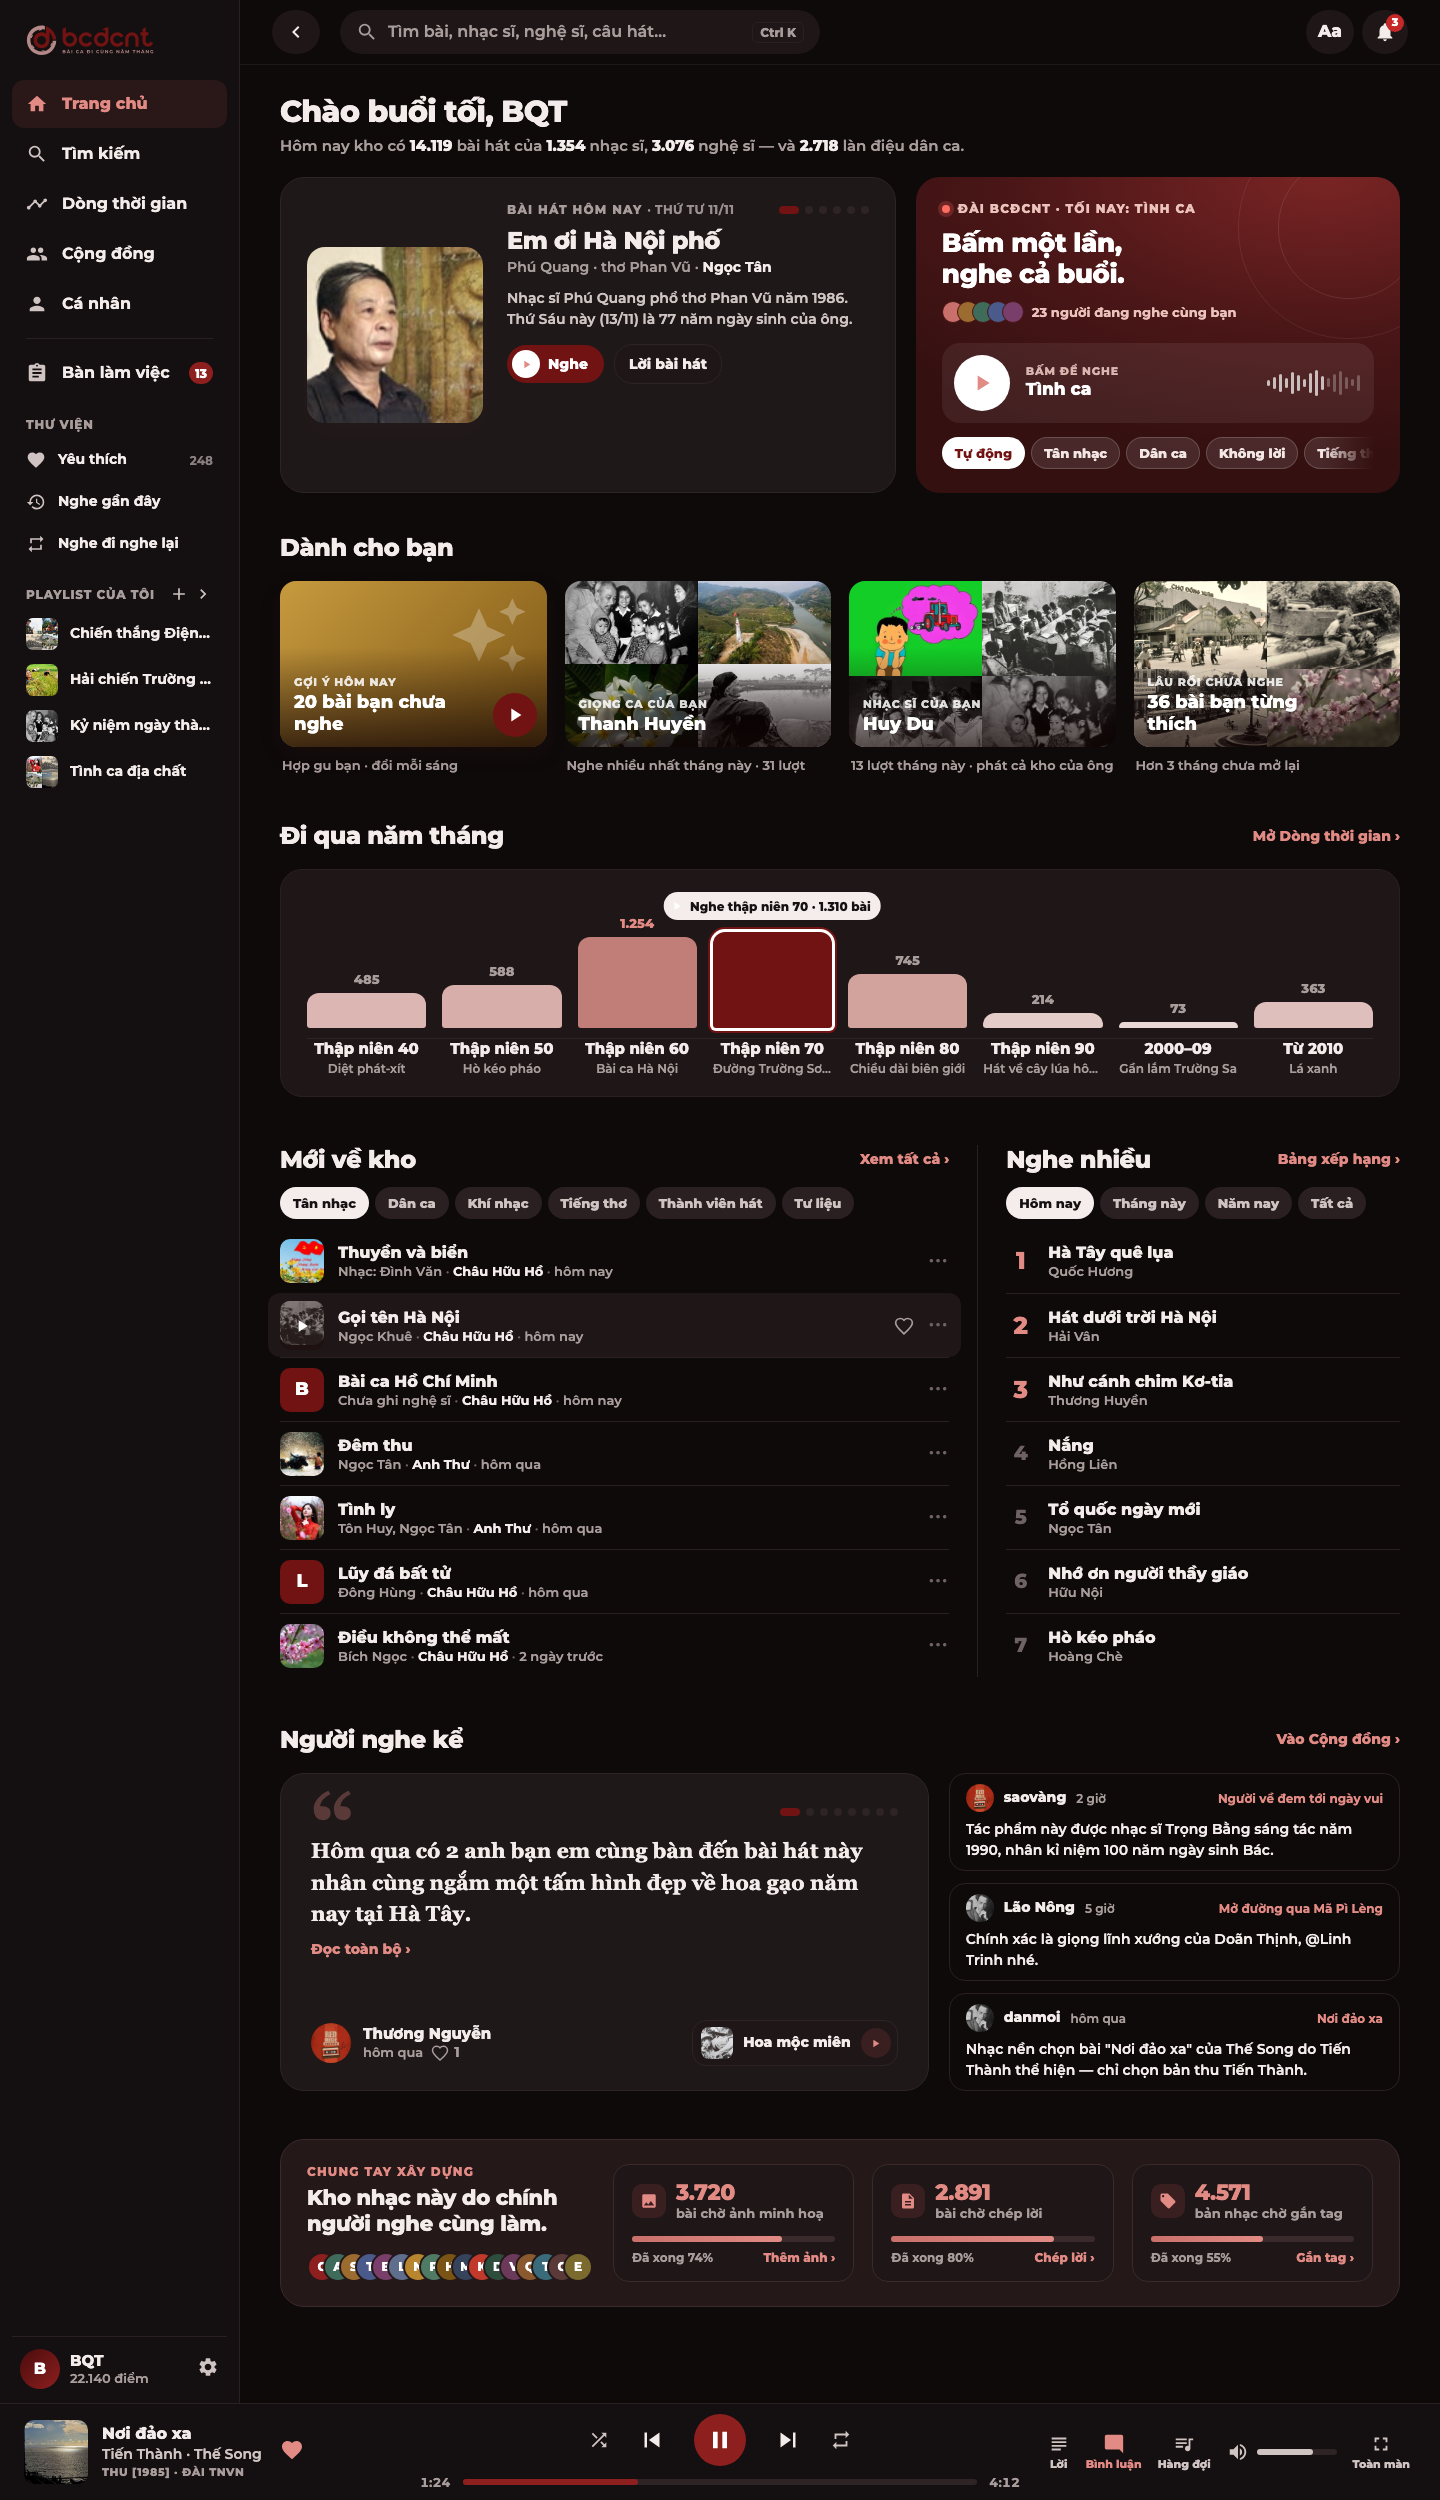 bcdcnt
BÀI CA ĐI CÙNG NĂM THÁNG
Trang chủ
Tìm kiếm
Dòng thời gian
Cộng đồng
Cá nhân
Bàn làm việc 13
THƯ VIỆN
Yêu thích 248
Nghe gần đây
Nghe đi nghe lại
PLAYLIST CỦA TÔI
Chiến thắng Điện...
Hải chiến Trường ...
Kỷ niệm ngày thà...
Tình ca địa chất
B
BQT
22.140 điểm
Tìm bài, nhạc sĩ, nghệ sĩ, câu hát... Ctrl K
Aa 3
Chào buổi tối, BQT
Hôm nay kho có 14.119 bài hát của 1.354 nhạc sĩ, 3.076 nghệ sĩ — và 2.718 làn điệu dân ca.
BÀI HÁT HÔM NAY · THỨ TƯ 11/11
Em ơi Hà Nội phố
Phú Quang · thơ Phan Vũ · Ngọc Tân
Nhạc sĩ Phú Quang phổ thơ Phan Vũ năm 1986.
Thứ Sáu này (13/11) là 77 năm ngày sinh của ông.
Nghe Lời bài hát
ĐÀI BCĐCNT · TỐI NAY: TÌNH CA
Bấm một lần,
nghe cả buổi.
23 người đang nghe cùng bạn
BẤM ĐỂ NGHE
Tình ca
Tự động Tân nhạc Dân ca Không lời Tiếng
Dành cho bạn
GỢI Ý HÔM NAY
20 bài bạn chưa
nghe
Hợp gu bạn · đổi mỗi sáng
GIỌNG CA CỦA BẠN
Thanh Huyền
Nghe nhiều nhất tháng này · 31 lượt
NHẠC SĨ CỦA BẠN
Huy Du
13 lượt tháng này · phát cả kho của ông
LÂU RỒI CHƯA NGHE
36 bài bạn từng
thích
Hơn 3 tháng chưa mở lại
Đi qua năm tháng
Mở Dòng thời gian ›
Nghe thập niên 70 · 1.310 bài
485 588 1.254 745 214 73 363
Thập niên 40 Thập niên 50 Thập niên 60 Thập niên 70 Thập niên 80 Thập niên 90 2000–09 Từ 2010
Diệt phát-xít Hò kéo pháo Bài ca Hà Nội Đường Trường Sơ... Chiều dài biên giới Hát về cây lúa hô... Gần lắm Trường Sa Lá xanh
Mới về kho
Xem tất cả ›
Tân nhạc Dân ca Khí nhạc Tiếng thơ Thành viên hát Tư liệu
Thuyền và biển
Nhạc: Đình Văn · Châu Hữu Hồ · hôm nay
Gọi tên Hà Nội
Ngọc Khuê · Châu Hữu Hồ · hôm nay
B
Bài ca Hồ Chí Minh
Chưa ghi nghệ sĩ · Châu Hữu Hồ · hôm nay
Đêm thu
Ngọc Tân · Anh Thư · hôm qua
Tình ly
Tôn Huy, Ngọc Tân · Anh Thư · hôm qua
L
Lũy đá bất tử
Đông Hùng · Châu Hữu Hồ · hôm qua
Điều không thể mất
Bích Ngọc · Châu Hữu Hồ · 2 ngày trước
Nghe nhiều
Bảng xếp hạng ›
Hôm nay Tháng này Năm nay Tất cả
1 Hà Tây quê lụa
Quốc Hương
2 Hát dưới trời Hà Nội
Hải Vân
3 Như cánh chim Kơ-tia
Thương Huyền
4 Nắng
Hồng Liên
5 Tổ quốc ngày mới
Ngọc Tân
6 Nhớ ơn người thầy giáo
Hữu Nội
7 Hò kéo pháo
Hoàng Chè
Người nghe kể
Vào Cộng đồng ›
“
Hôm qua có 2 anh bạn em cùng bàn đến bài hát này
nhân cùng ngắm một tấm hình đẹp về hoa gạo năm
nay tại Hà Tây.
Đọc toàn bộ ›
Thương Nguyễn
hôm qua 1
Hoa mộc miên
saovàng 2 giờ Người về đem tới ngày vui
Tác phẩm này được nhạc sĩ Trọng Bằng sáng tác năm
1990, nhân kỉ niệm 100 năm ngày sinh Bác.
Lão Nông 5 giờ Mở đường qua Mã Pì Lèng
Chính xác là giọng lĩnh xướng của Doãn Thịnh, @Linh
Trinh nhé.
danmoi hôm qua Nơi đảo xa
Nhạc nền chọn bài "Nơi đảo xa" của Thế Song do Tiến
Thành thể hiện — chỉ chọn bản thu Tiến Thành.
CHUNG TAY XÂY DỰNG
Kho nhạc này do chính
người nghe cùng làm.
E
3.720
bài chờ ảnh minh hoạ
Đã xong 74% Thêm ảnh ›
2.891
bài chờ chép lời
Đã xong 80% Chép lời ›
4.571
bản nhạc chờ gắn tag
Đã xong 55% Gắn tag ›
Nơi đảo xa
Tiến Thành · Thế Song
THU [1985] · ĐÀI TNVN
1:24 4:12
Lời Bình luận Hàng đợi Toàn màn